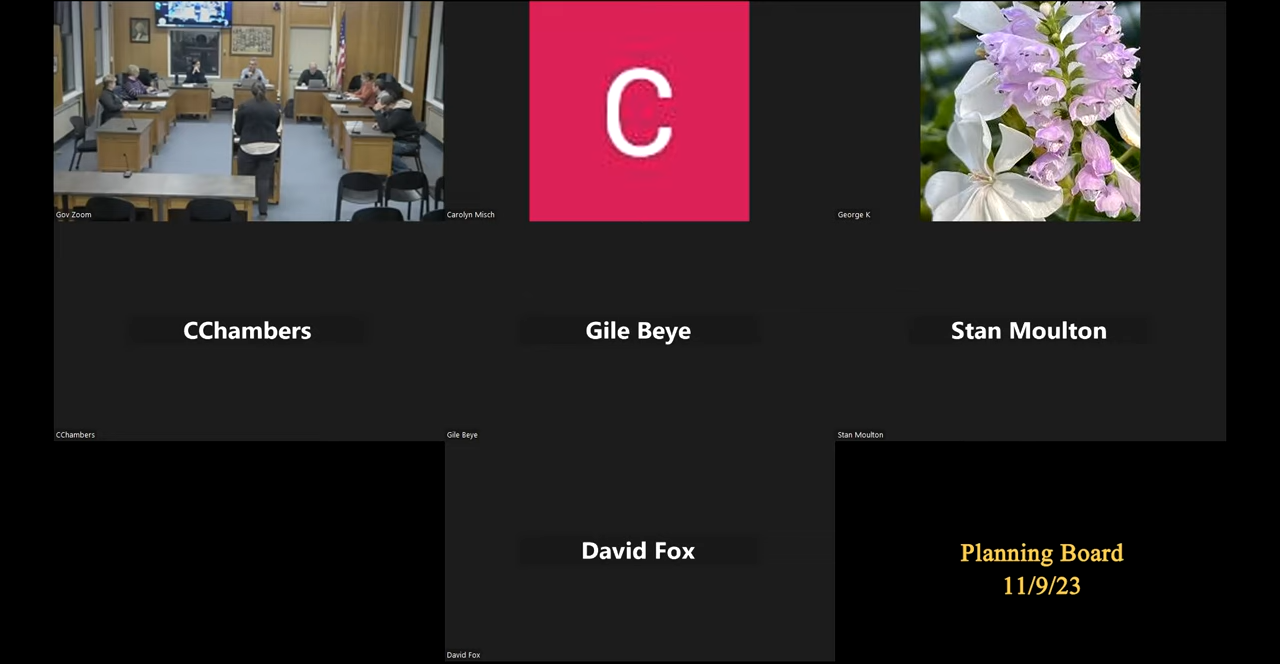 Gov Zoom
C
Carolyn Misch
George K
CChambers
CChambers
Gile Beye
Gile Beye
Stan Moulton
Stan Moulton
David Fox
David Fox
Planning Board
11/9/23